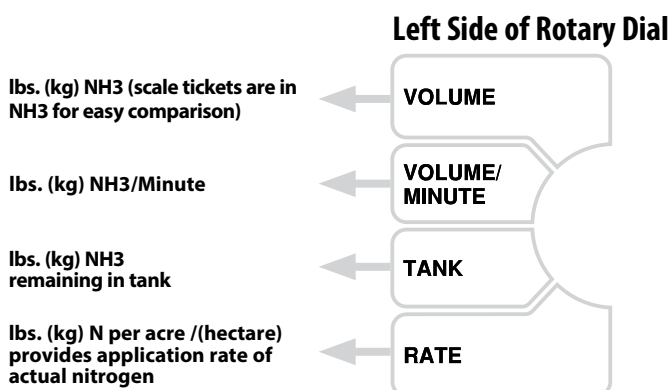 Left Side of Rotary Dial
lbs. (kg) NH3 (scale tickets are in
NH3 for easy comparison)
VOLUME
lbs. (kg) NH3/Minute
VOLUME/
MINUTE
lbs. (kg) NH3
remaining in tank
TANK
lbs. (kg) N per acre /(hectare)
provides application rate of
actual nitrogen
RATE